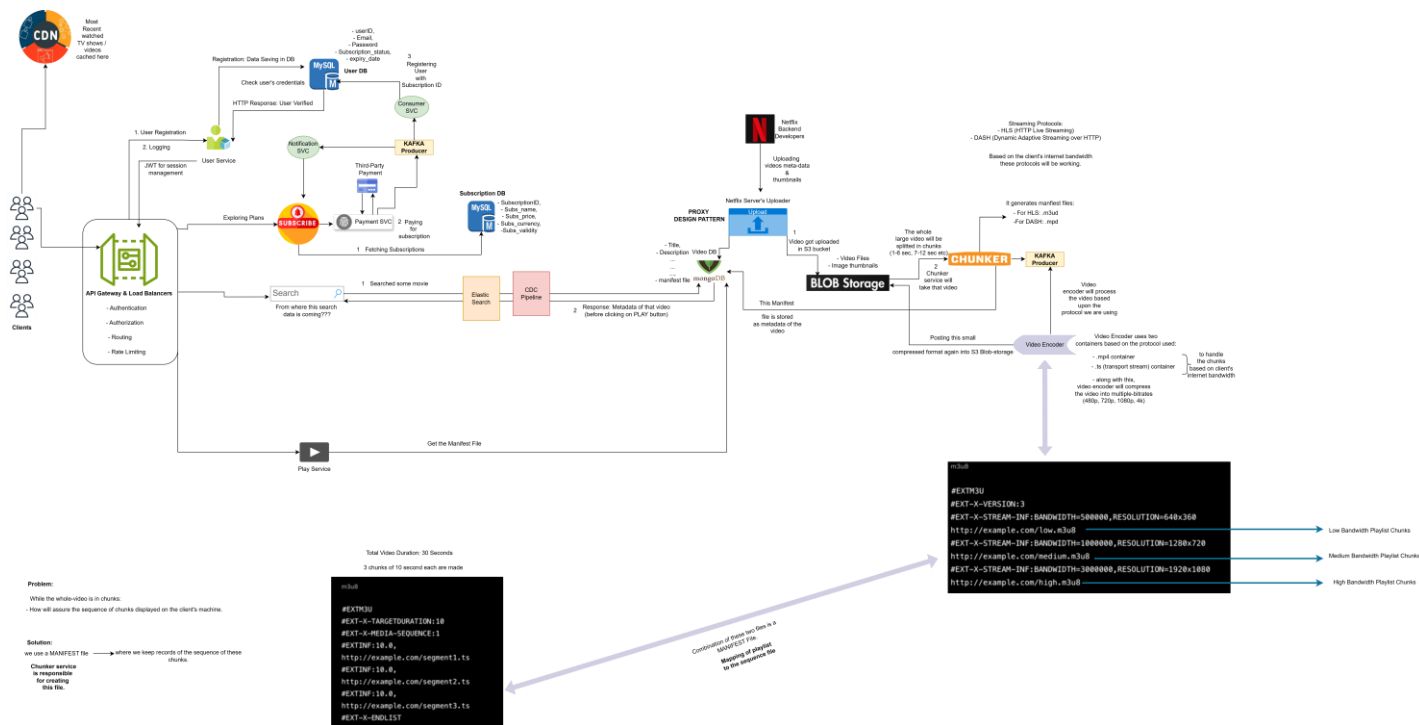 CDN
Most
Recent
watched
TV shows /
videos
cached here
Clients
API Gateway & Load Balancers
- Authentication
- Authorization
- Routing
- Rate Limiting
1. User Registration
2. Logging
JWT for session
management
User Service
Registration: Data Saving in DB
Check user's credentials
HTTP Response: User Verified
MySQL
M
User DB
- userID,
- Email,
- Password
- Subscription_status,
- expiry_date
3
Registering
User
with
Subscription ID
Consumer
SVC
KAFKA
Producer
Notification
SVC
Third-Party
Payment
SUBSCRIBE
Exploring Plans
Payment SVC
2 Paying
for
subscription
1 Fetching Subscriptions
Subscription DB
MySQL
M
- SubscriptionID,
- Subs_name,
- Subs_price,
- Subs_currency,
-Subs_validity
Search
From where this search
data is coming???
1 Searched some movie
Elastic
Search
CDC
Pipeline
2 Response: Metadata of that video
(before clicking on PLAY button)
Play Service
Get the Manifest File
Netflix
Backend
Developers
Uploading
videos meta-data
&
thumbnails
Netflix Server's Uploader
PROXY
DESIGN PATTERN
Upload
1
Video got uploaded
in S3 bucket
Video DB
- Title,
- Description
...
...
...,
- manifest file
mongoDB
- Video Files
- Image thumbnails
BLOB Storage
The whole
large video will be
splitted in chunks
(1-6 sec, 7-12 sec etc)
2
Chunker
service will
take that video
CHUNKER
KAFKA
Producer
Streaming Protocols:
- HLS (HTTP Live Streaming)
- DASH (Dynamic Adaptive Streaming over HTTP)
Based on the client's internet bandwidth
these protocols will be working.
It generates manfiest files:
- For HLS: .m3ud
-For DASH: .mpd
This Manifest
file is stored
as metadata of the
video
Video
encoder will process
the video based
upon the
protocol we are using
Posting this small
compressed format again into S3 Blob-storage
Video Encoder
Video Encoder uses two
containers based on the protocol used:
- .mp4 container
- .ts (transport stream) container
to handle
the chunks
based on client's
internet bandwidth
- along with this,
video encoder will compress
the video into multiple-bitrates
(480p, 720p, 1080p, 4k)
m3u8
#EXTM3U
#EXT-X-VERSION:3
#EXT-X-STREAM-INF:BANDWIDTH=500000,RESOLUTION=640x360
http://example.com/low.m3u8
#EXT-X-STREAM-INF:BANDWIDTH=1000000,RESOLUTION=1280x720
http://example.com/medium.m3u8
#EXT-X-STREAM-INF:BANDWIDTH=3000000,RESOLUTION=1920x1080
http://example.com/high.m3u8
Low Bandwidth Playlist Chunks
Medium Bandwidth Playlist Chunks
High Bandwidth Playlist Chunks
Total Video Duration: 30 Seconds
3 chunks of 10 second each are made
m3u8
#EXTM3U
#EXT-X-TARGETDURATION:10
#EXT-X-MEDIA-SEQUENCE:1
#EXTINF:10.0,
http://example.com/segment1.ts
#EXTINF:10.0,
http://example.com/segment2.ts
#EXTINF:10.0,
http://example.com/segment3.ts
#EXT-X-ENDLIST
Combination of these two files is a
MANIFEST File.
Mapping of playlist
to the sequence file
Problem:
While the whole-video is in chunks:
- How will assure the sequence of chunks displayed on the client's machine.
Solution:
we use a MANIFEST file
where we keep records of the sequence of these
chunks.
Chunker service
is responsible
for creating
this file.